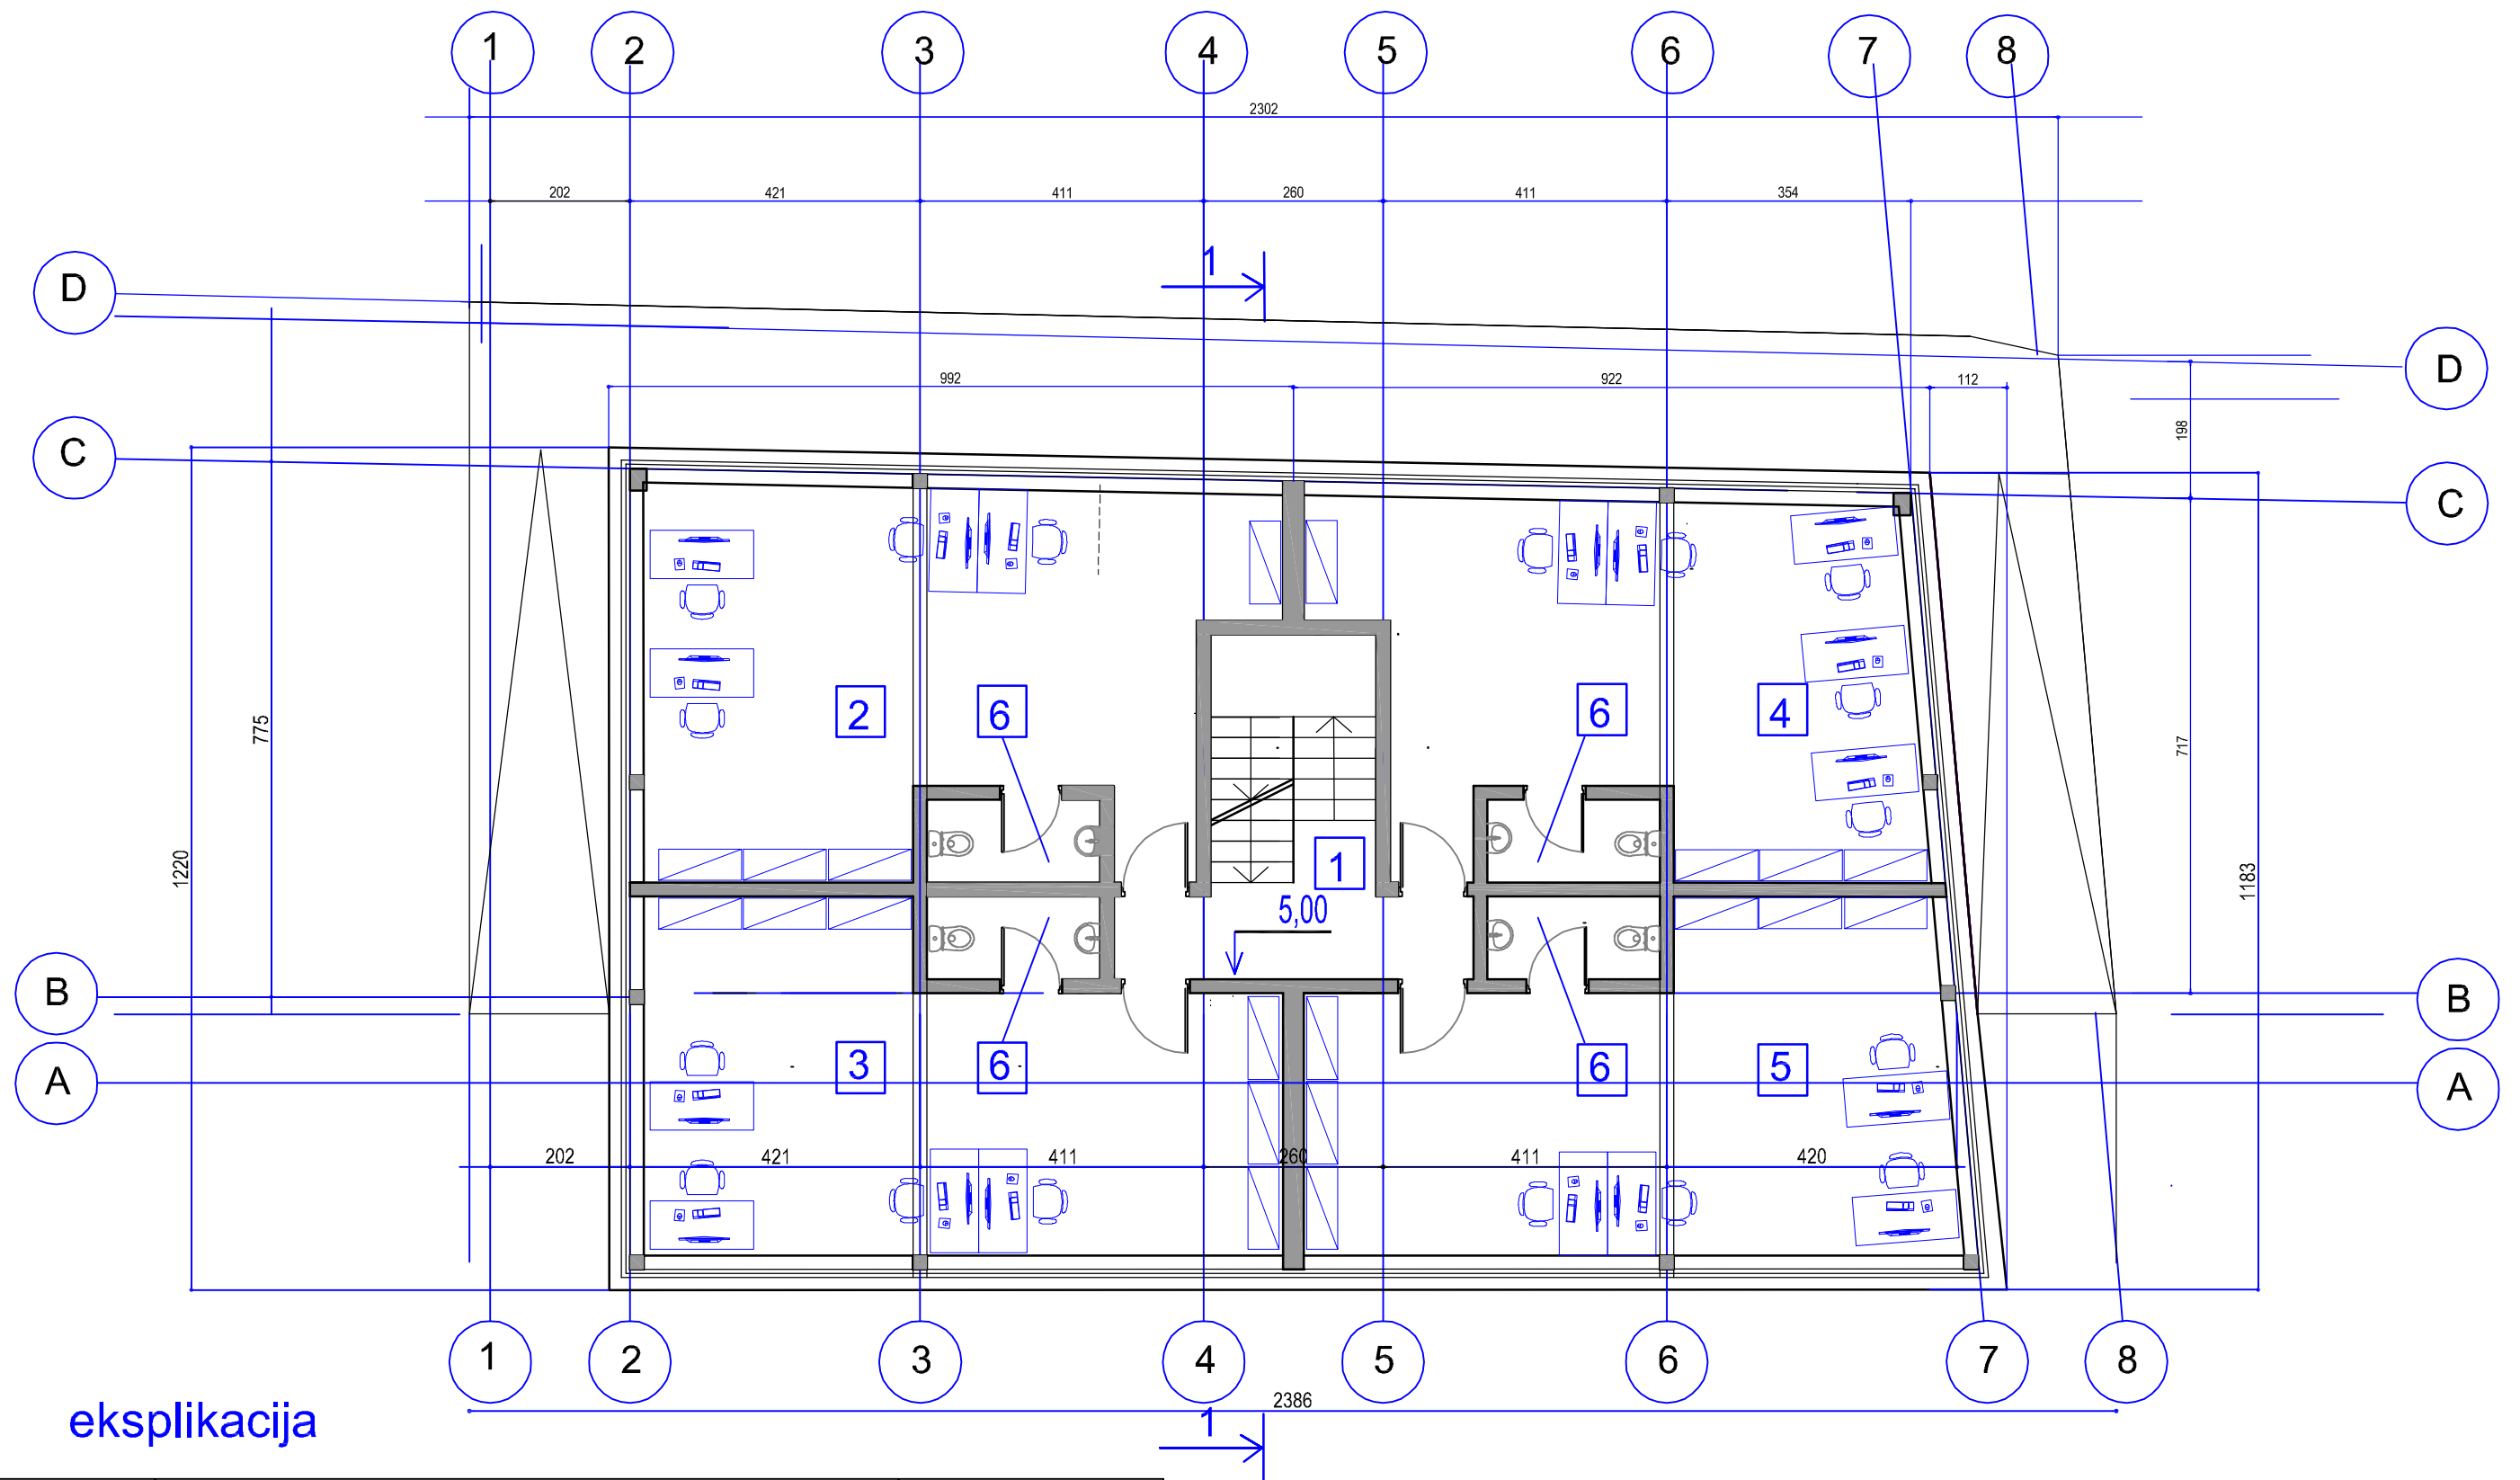 1 2 3 4 5 6 7 8
2302
202 421 411 260 411 354
1
D
D
992 922 112
C
198
C
775
2 6 6 4
717
1220
1
1183
5,00
B
B
3 6 6 5
A
A
202 421 411 260 411 420
1 2 3 4 5 6 7 8
2386
eksplikacija
1